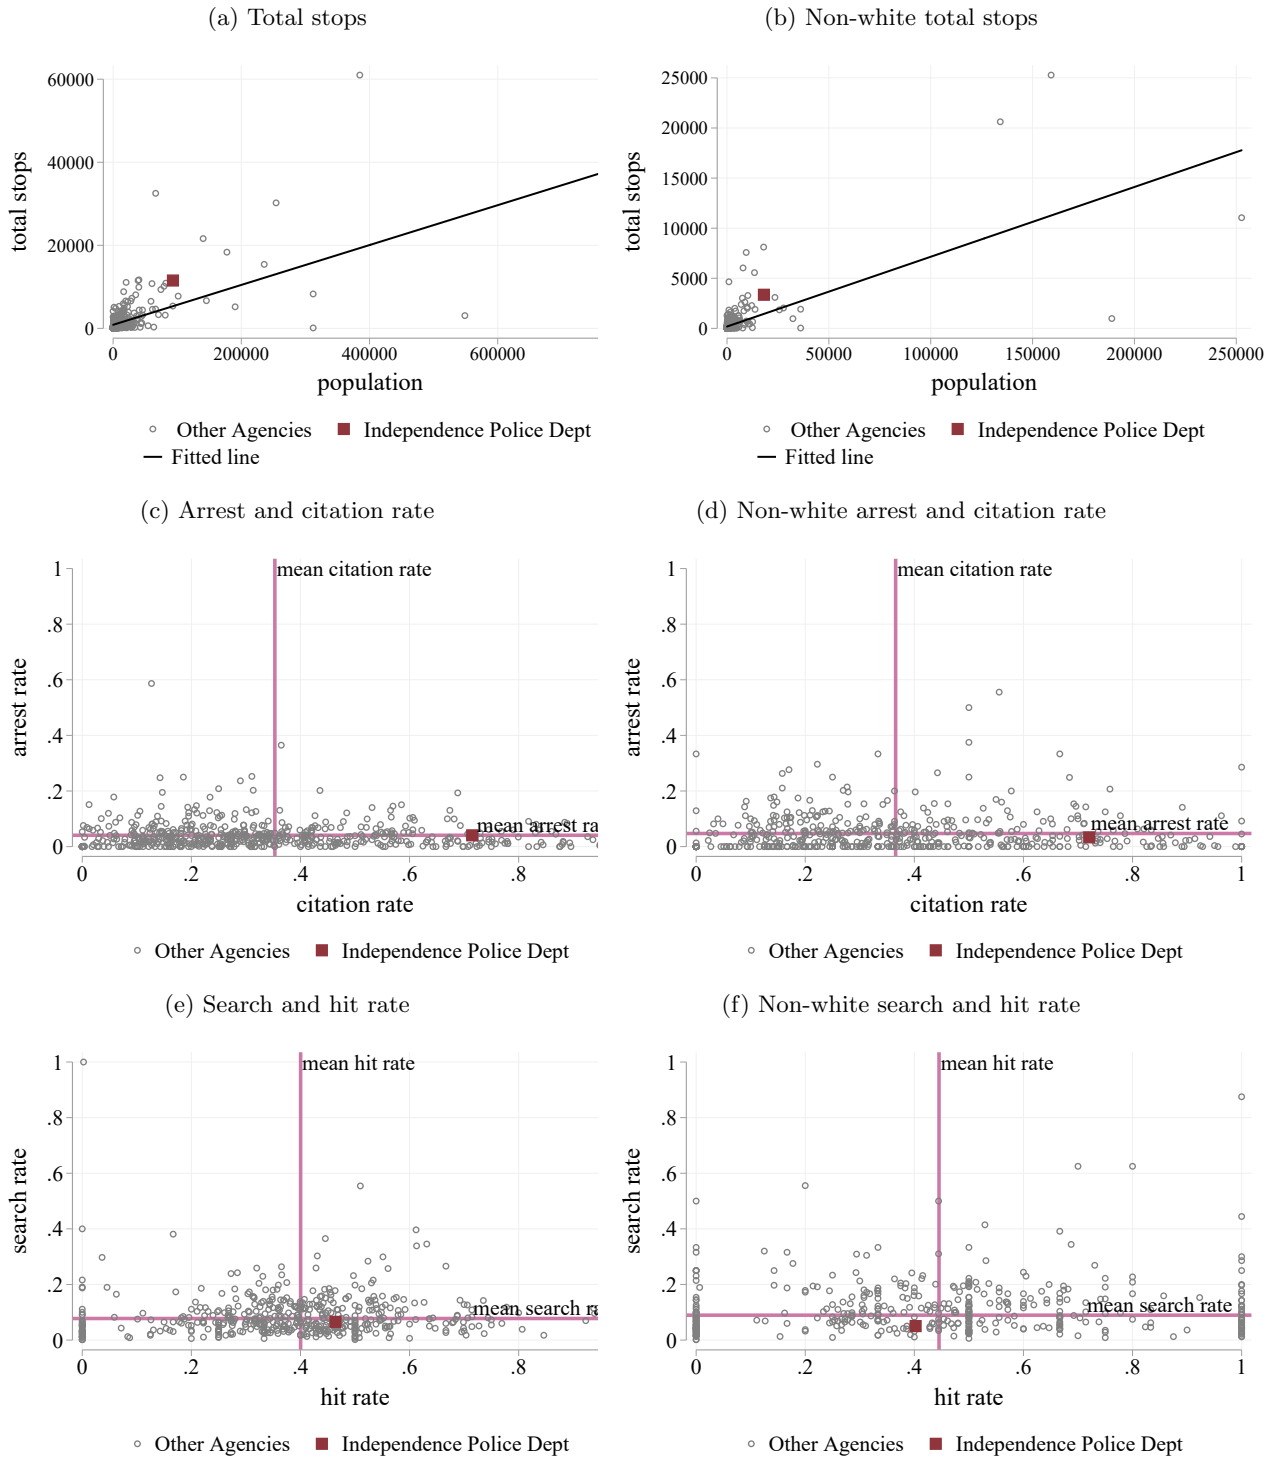 (a) Total stops
(b) Non-white total stops
60000
40000
20000
0
total stops
0
200000
400000
600000
population
Other Agencies
Independence Police Dept
Fitted line
25000
20000
15000
10000
5000
0
total stops
0
50000
100000
150000
200000
250000
population
Other Agencies
Independence Police Dept
Fitted line
(c) Arrest and citation rate
(d) Non-white arrest and citation rate
1
.8
.6
.4
.2
0
arrest rate
mean citation rate
mean arrest ra
0
.2
.4
.6
.8
citation rate
Other Agencies
Independence Police Dept
1
.8
.6
.4
.2
0
arrest rate
mean citation rate
mean arrest rate
0
.2
.4
.6
.8
1
citation rate
Other Agencies
Independence Police Dept
(e) Search and hit rate
(f) Non-white search and hit rate
1
.8
.6
.4
.2
0
search rate
mean hit rate
mean search ra
0
.2
.4
.6
.8
hit rate
Other Agencies
Independence Police Dept
1
.8
.6
.4
.2
0
search rate
mean hit rate
mean search rate
0
.2
.4
.6
.8
1
hit rate
Other Agencies
Independence Police Dept